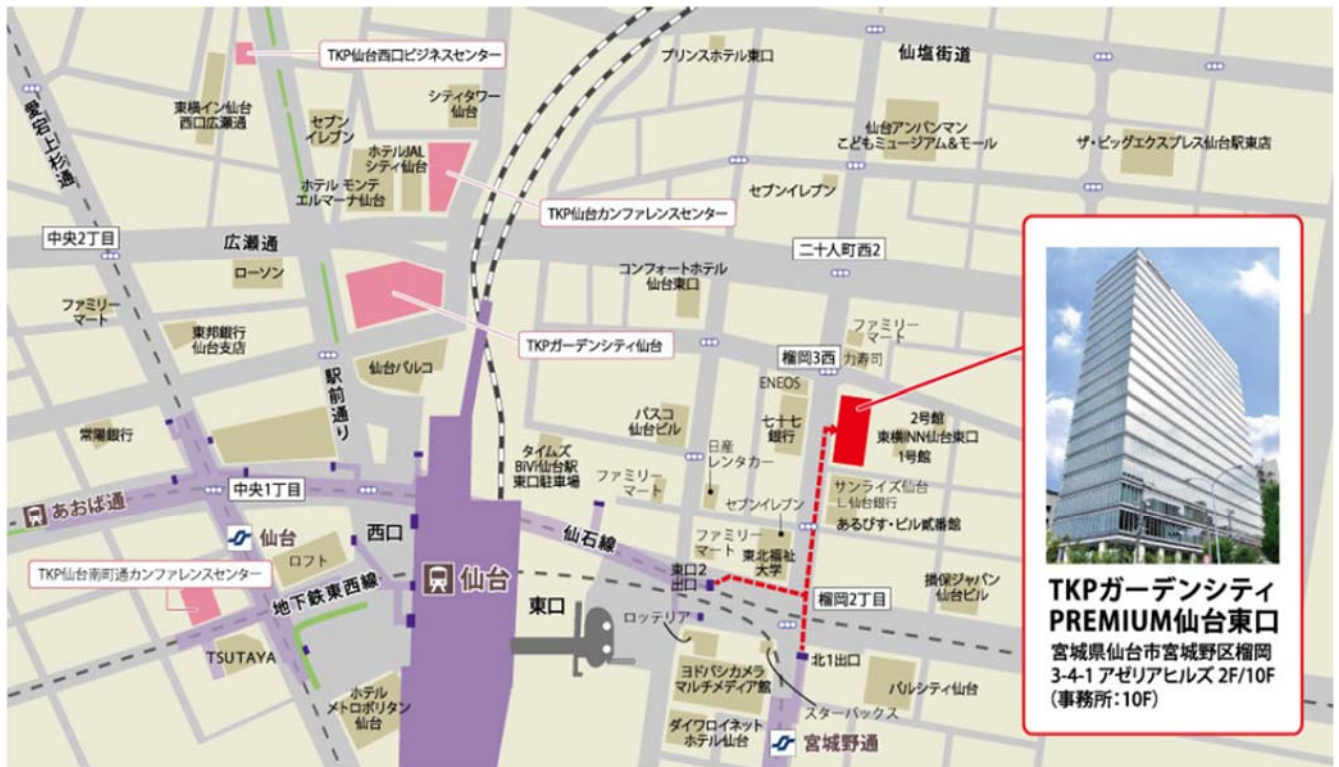 TKP仙台西口ビジネスセンター
プリンスホテル東口
仙塩街道
愛宕上杉通
東横イン仙台
西口広瀬通
セブン
イレブン
シティタワー
仙台
ホテルJAL
シティ仙台
ホテル モンテ
エルマーナ仙台
仙台アンパンマン
こどもミュージアム&モール
ザ・ビッグエクスプレス仙台駅東店
セブンイレブン
TKP仙台カンファレンスセンター
中央2丁目
広瀬通
二十人町西2
ローソン
コンフォートホテル
仙台東口
ファミリー
マート
東邦銀行
仙台支店
TKPガーデンシティ仙台
ファミリー
マート
榴岡3西
力寿司
仙台パルコ
駅前通り
ENEOS
常陽銀行
パスコ
仙台ビル
七十七
銀行
2号館
東横INN仙台東口
1号館
タイムズ
BiVi仙台駅
東口駐車場
日産
レンタカー
ファミリー
マート
サンライズ仙台
L仙台銀行
中央1丁目
あおば通
セブンイレブン
あるびす・ビル貳番館
仙台
西口
仙石線
ファミリー
マート
東北福祉
大学
ロフト
TKP仙台南町通カンファレンスセンター
地下鉄東西線
仙台
東口
東口2
出口
榴岡2丁目
損保ジャパン
仙台ビル
ロッテリア
TSUTAYA
北1出口
ヨドバシカメラ
マルチメディア館
パルシティ仙台
ホテル
メトロポリタン
仙台
スターバックス
ダイワロイネット
ホテル仙台
宮城野通
TKPガーデンシティ
PREMIUM仙台東口
宮城県仙台市宮城野区榴岡
3-4-1 アゼリアヒルズ 2F/10F
(事務所:10F)